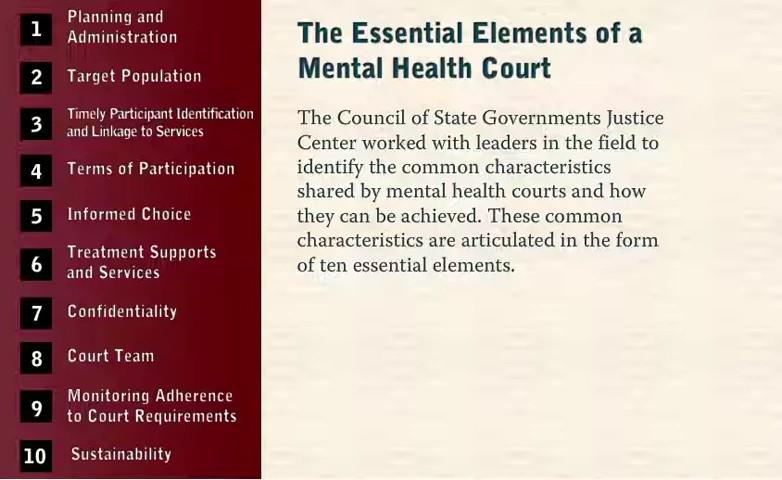 1
Planning and
Administration
2
Target Population
3
Timely Participant Identification
and Linkage to Services
4
Terms of Participation
5
Informed Choice
6
Treatment Supports
and Services
7
Confidentiality
8
Court Team
9
Monitoring Adherence
to Court Requirements
10
Sustainability
The Essential Elements of a
Mental Health Court
The Council of State Governments Justice
Center worked with leaders in the field to
identify the common characteristics
shared by mental health courts and how
they can be achieved. These common
characteristics are articulated in the form
of ten essential elements.